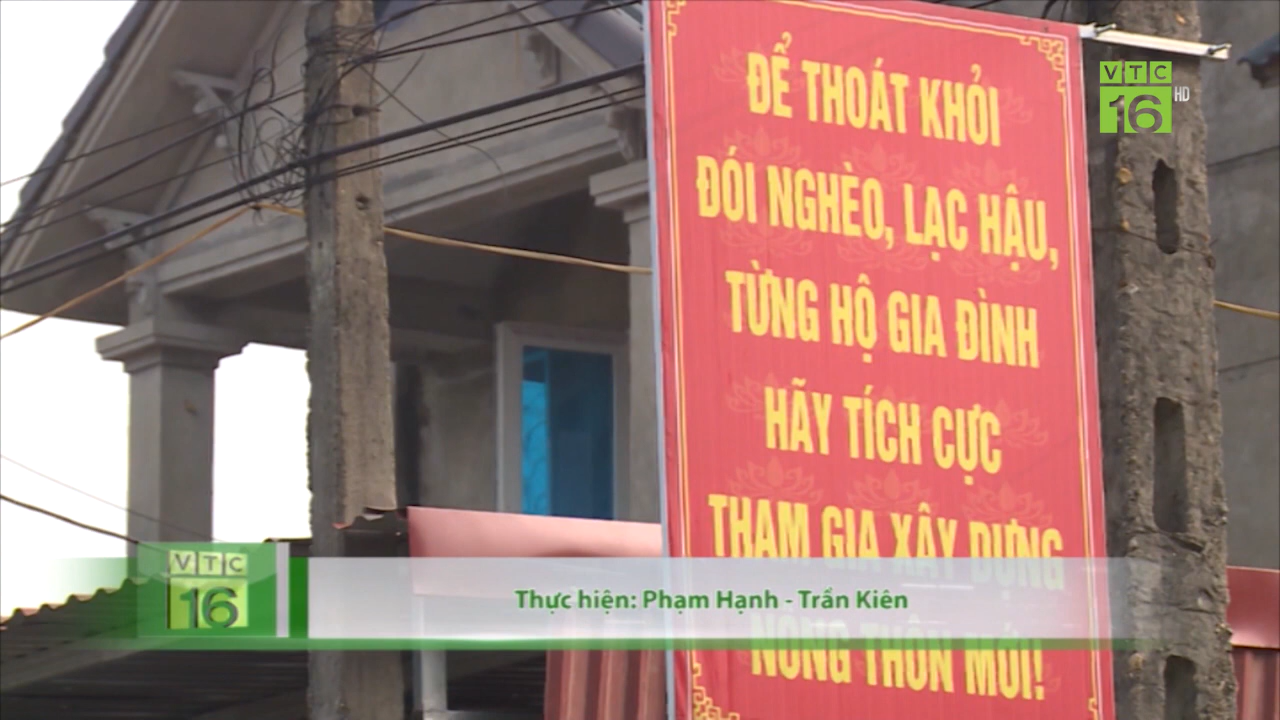 ĐỂ THOÁT KHỎI
ĐÓI NGHÈO, LẠC HẬU,
TỪNG HỘ GIA ĐÌNH
HÃY TÍCH CỰC
THAM GIA XÂY DỰNG
NÔNG THÔN MỚI!
VTC
16 HD
VTC
16
Thực hiện: Phạm Hạnh - Trần Kiên